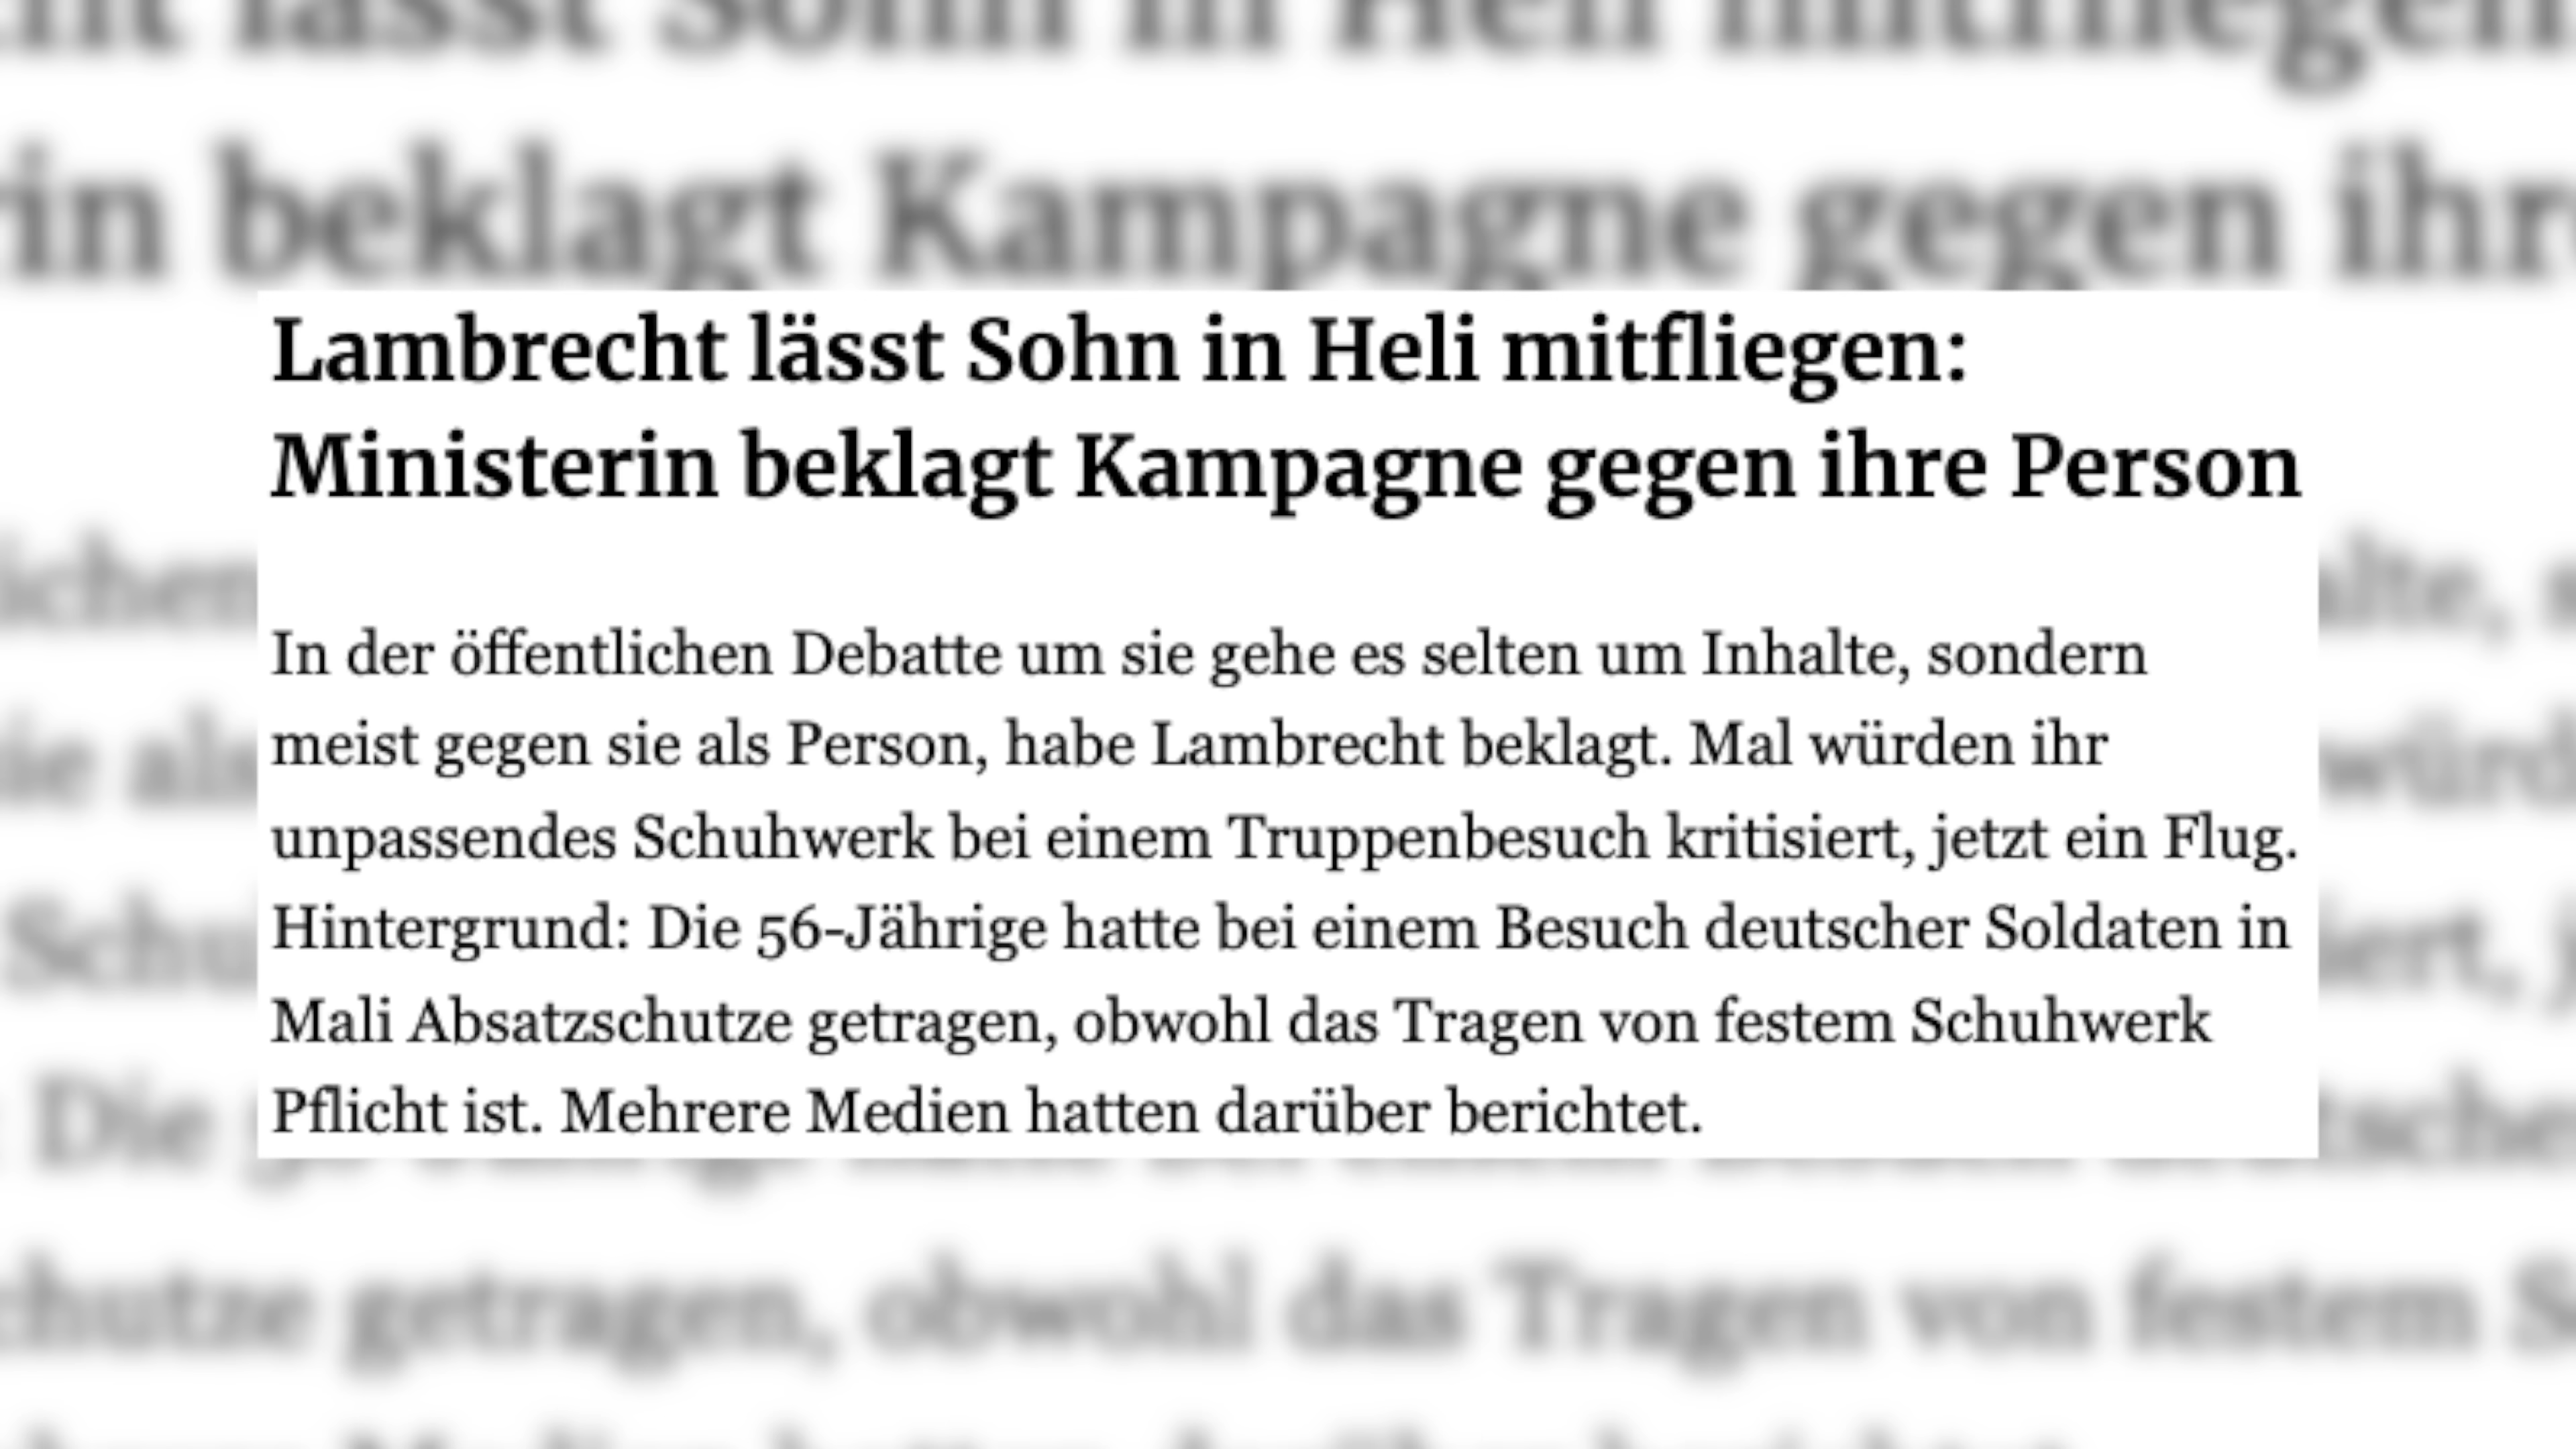 Lambrecht lässt Sohn in Heli mitfliegen:
Ministerin beklagt Kampagne gegen ihre Person
In der öffentlichen Debatte um sie gehe es selten um Inhalte, sondern
meist gegen sie als Person, habe Lambrecht beklagt. Mal würden ihr
unpassendes Schuhwerk bei einem Truppenbesuch kritisiert, jetzt ein Flug.
Hintergrund: Die 56-Jährige hatte bei einem Besuch deutscher Soldaten in
Mali Absatzschutze getragen, obwohl das Tragen von festem Schuhwerk
Pflicht ist. Mehrere Medien hatten darüber berichtet.